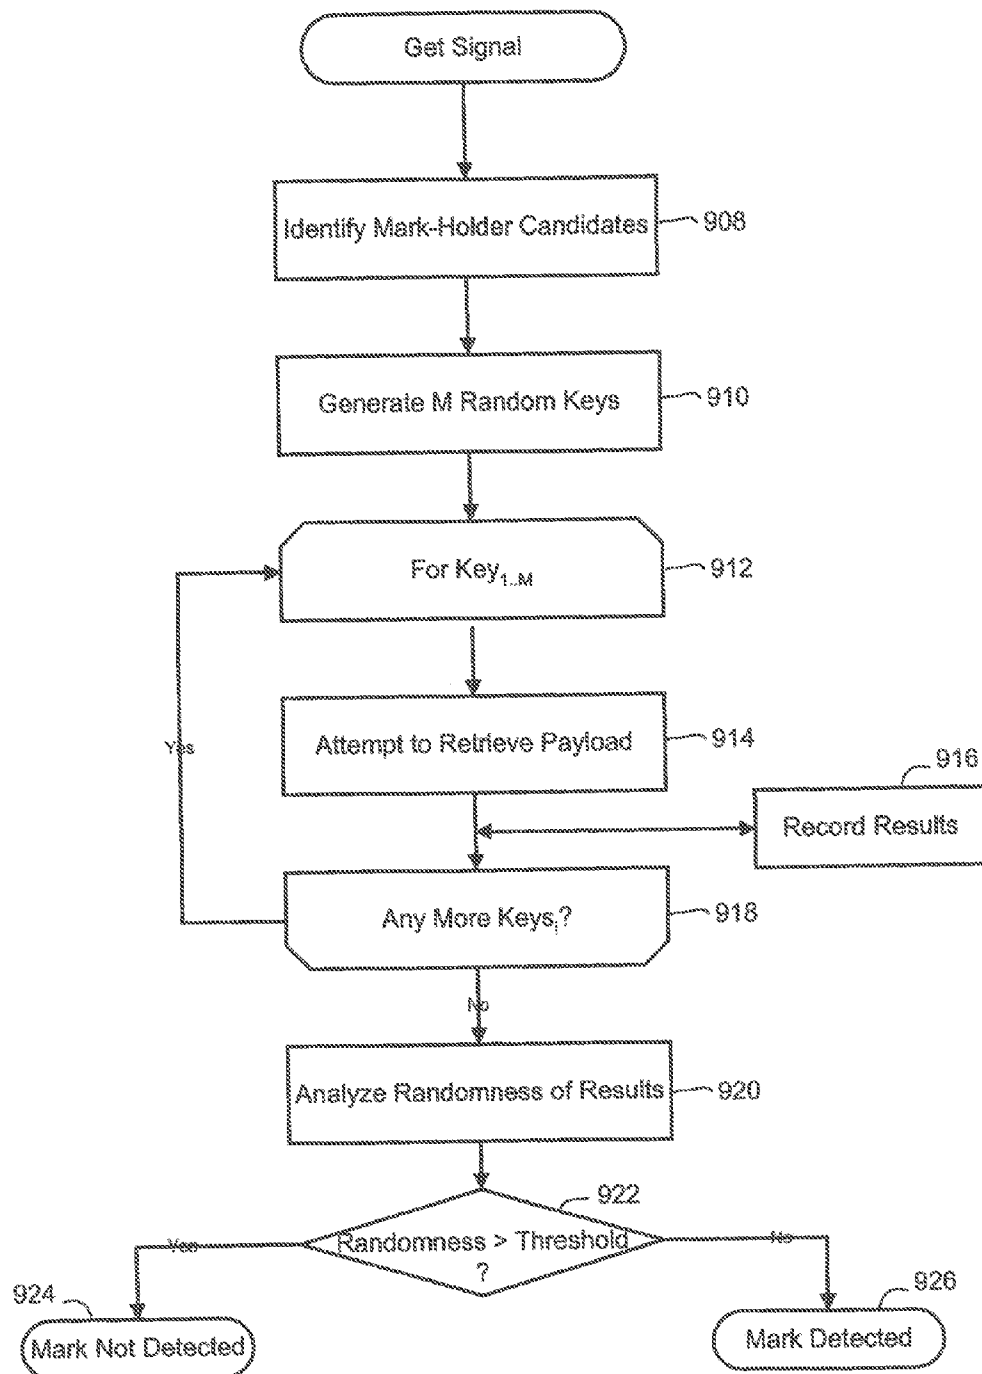 Get Signal
Identify Mark-Holder Candidates
908
Generate M Random Keys
910
For Key1..M
912
Attempt to Retrieve Payload
914
916
Record Results
Yes
Any More Keysi?
918
No
Analyze Randomness of Results
920
922
Randomness > Threshold
?
Yes
No
924
Mark Not Detected
926
Mark Detected